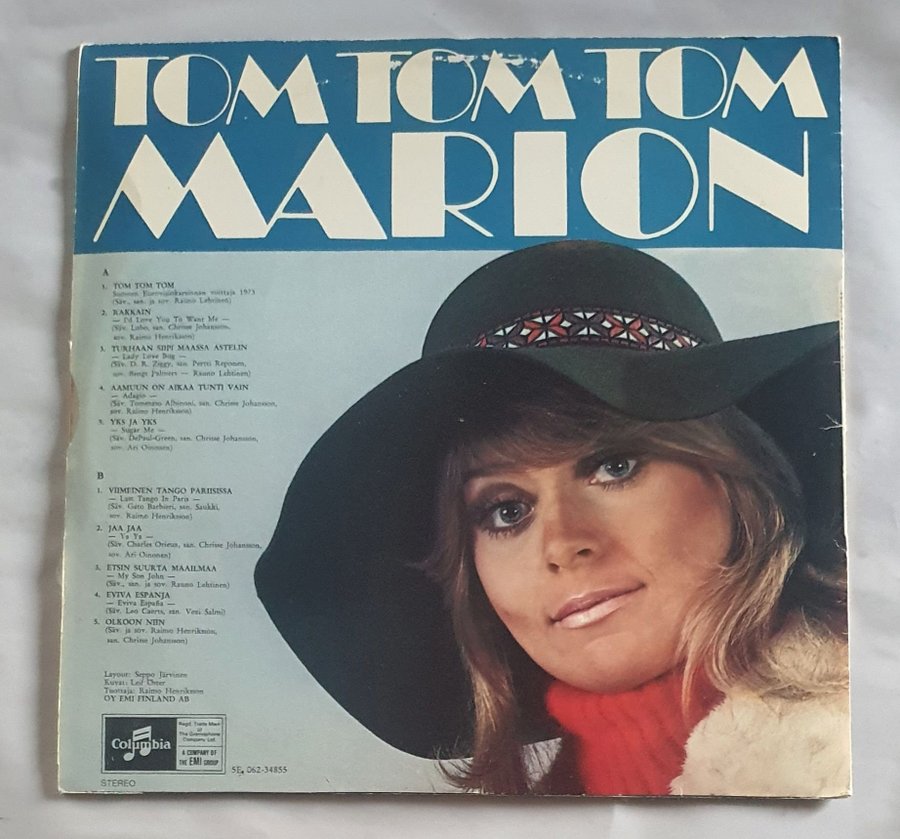 TOM TOM TOM
MARION
A
1. TOM TOM TOM
Suomen Euroviisukarsinnan voittaja 1973
(Säv., san. ja sov. Rauno Lehtinen)
2. RAKKAIN
— I'd Love You To Want Me —
(Säv. Lobo, san. Chrisse Johansson,
sov. Raimo Henriksson)
3. TURHAAN SIIPI MAASSA ASTELIN
— Lady Love Bug —
(Säv. D. R. Ziggy, san. Pertti Reponen,
sov. Bengt Palmers — Rauno Lehtinen)
4. AAMUUN ON AIKAA TUNTI VAIN
— Adagio —
(Säv. Tommaso Albinoni, san. Chrisse Johansson,
sov. Raimo Henriksson)
5. YKS JA YKS
— Sugar Me —
(Säv. DePaul-Green, san. Chrisse Johansson,
sov. Ari Oinonen)
B
1. VIIMEINEN TANGO PARIISISSA
— Last Tango In Paris —
(Säv. Gato Barbieri, san. Saukki,
sov. Raimo Henriksson)
2. JAA JAA
— Ya Ya —
(Säv. Charles Orieux, san. Chrisse Johansson,
sov. Ari Oinonen)
3. ETSIN SUURTA MAAILMAA
— My Son John —
(Säv., san. ja sov. Rauno Lehtinen)
4. EVIVA ESPANJA
— Eviva España —
(Säv. Leo Caerts, san. Vexi Salmi)
5. OLKOON NIIN
(Säv. ja sov. Raimo Henriksson,
san. Chrisse Johansson)
Layout: Seppo Järvinen
Kuvat: Leif Öster
Tuottaja: Raimo Henriksson
OY EMI FINLAND AB
Columbia
Regd. Trade Mark
of
The Gramophone
Company Ltd.
A COMPANY OF
THE EMI GROUP
5E 062-34855
STEREO